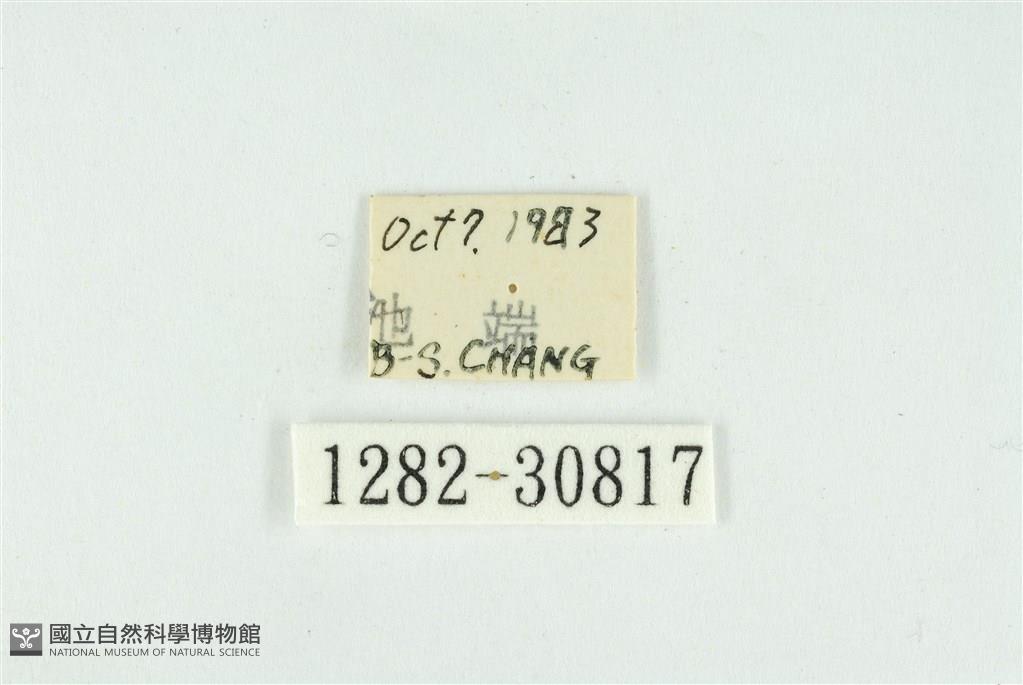 Oct 7. 1983
池 端
B-S. CHANG
1282-30817
國立自然科學博物館
NATIONAL MUSEUM OF NATURAL SCIENCE